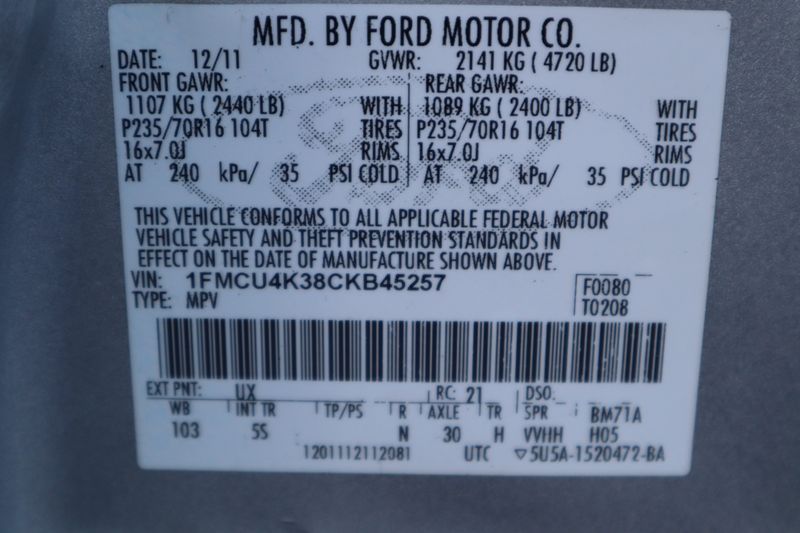 MFD. BY FORD MOTOR CO.
DATE: 12/11 GVWR: 2141 KG ( 4720 LB)
FRONT GAWR: REAR GAWR:
1107 KG ( 2440 LB) WITH 1089 KG ( 2400 LB) WITH
P235/70R16 104T TIRES P235/70R16 104T TIRES
16x7.0J RIMS 16x7.0J RIMS
AT 240 kPa/ 35 PSI COLD AT 240 kPa/ 35 PSI COLD
THIS VEHICLE CONFORMS TO ALL APPLICABLE FEDERAL MOTOR
VEHICLE SAFETY AND THEFT PREVENTION STANDARDS IN
EFFECT ON THE DATE OF MANUFACTURE SHOWN ABOVE.
VIN: 1FMCU4K38CKB45257 F0080
TYPE: MPV T0208
EXT PNT: UX RC: 21 DSO:
WB INT TR TP/PS R AXLE TR SPR BM71A
103 5S N 30 H VVHH H05
1201112112081 UTC ▽5U5A-1520472-BA